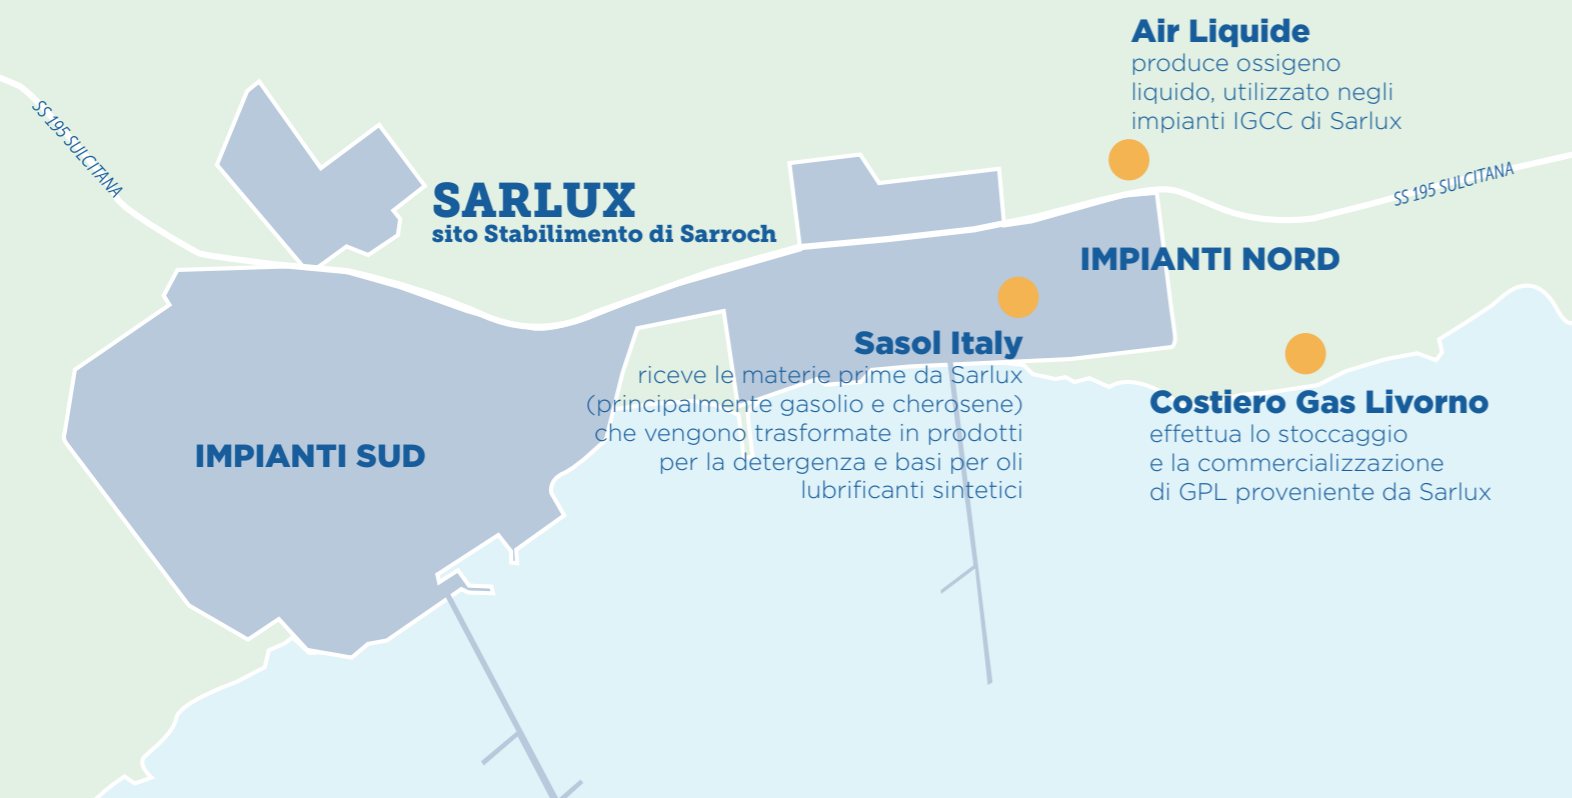 Air Liquide
produce ossigeno
liquido, utilizzato negli
impianti IGCC di Sarlux
SS 195 SULCITANA
SS 195 SULCITANA
SARLUX
sito Stabilimento di Sarroch
IMPIANTI NORD
Sasol Italy
riceve le materie prime da Sarlux
(principalmente gasolio e cherosene)
che vengono trasformate in prodotti
per la detergenza e basi per oli
lubrificanti sintetici
Costiero Gas Livorno
effettua lo stoccaggio
e la commercializzazione
di GPL proveniente da Sarlux
IMPIANTI SUD